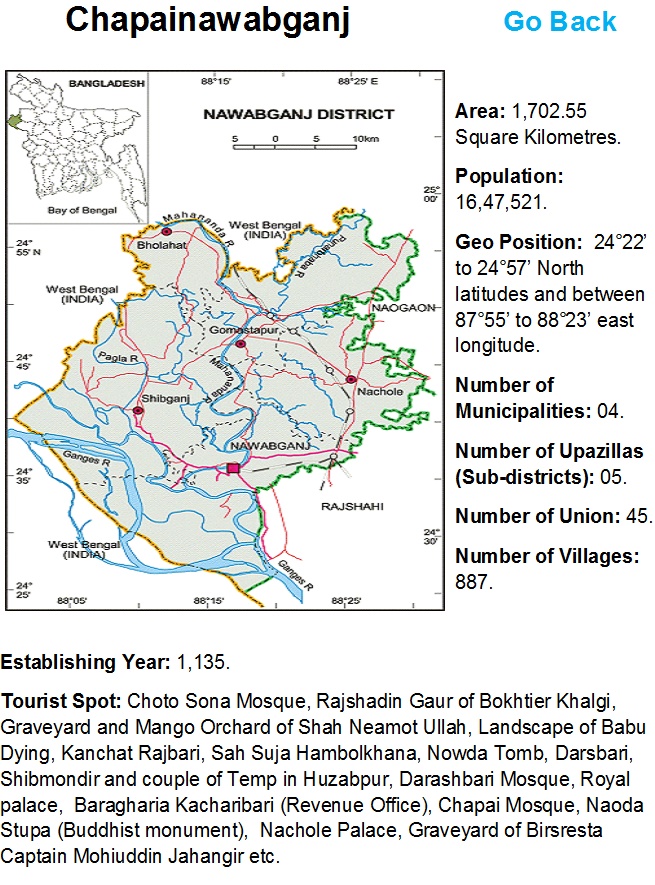 Chapainawabganj
Go Back
BANGLADESH
Bay of Bengal
88°15'
88°25' E
NAWABGANJ DISTRICT
5 0 5 10km
25°
00'
24°
55' N
24°
45'
24°
35'
24°
25'
24°
30'
88°05'
88°15'
88°25'
Mahananda R
Bholahat
West Bengal
(INDIA)
Punarbhaba R
West Bengal
(INDIA)
NAOGAON
Gomastapur
Pagla R
Mahananda R
Nachole
Shibganj
NAWABGANJ
Ganges R
RAJSHAHI
West Bengal
(INDIA)
Ganges R
Area: 1,702.55
Square Kilometres.
Population:
16,47,521.
Geo Position: 24°22’
to 24°57’ North
latitudes and between
87°55’ to 88°23’ east
longitude.
Number of
Municipalities: 04.
Number of Upazillas
(Sub-districts): 05.
Number of Union: 45.
Number of Villages:
887.
Establishing Year: 1,135.
Tourist Spot: Choto Sona Mosque, Rajshadin Gaur of Bokhtier Khalgi,
Graveyard and Mango Orchard of Shah Neamot Ullah, Landscape of Babu
Dying, Kanchat Rajbari, Sah Suja Hambolkhana, Nowda Tomb, Darsbari,
Shibmondir and couple of Temp in Huzabpur, Darashbari Mosque, Royal
palace, Baragharia Kacharibari (Revenue Office), Chapai Mosque, Naoda
Stupa (Buddhist monument), Nachole Palace, Graveyard of Birsresta
Captain Mohiuddin Jahangir etc.